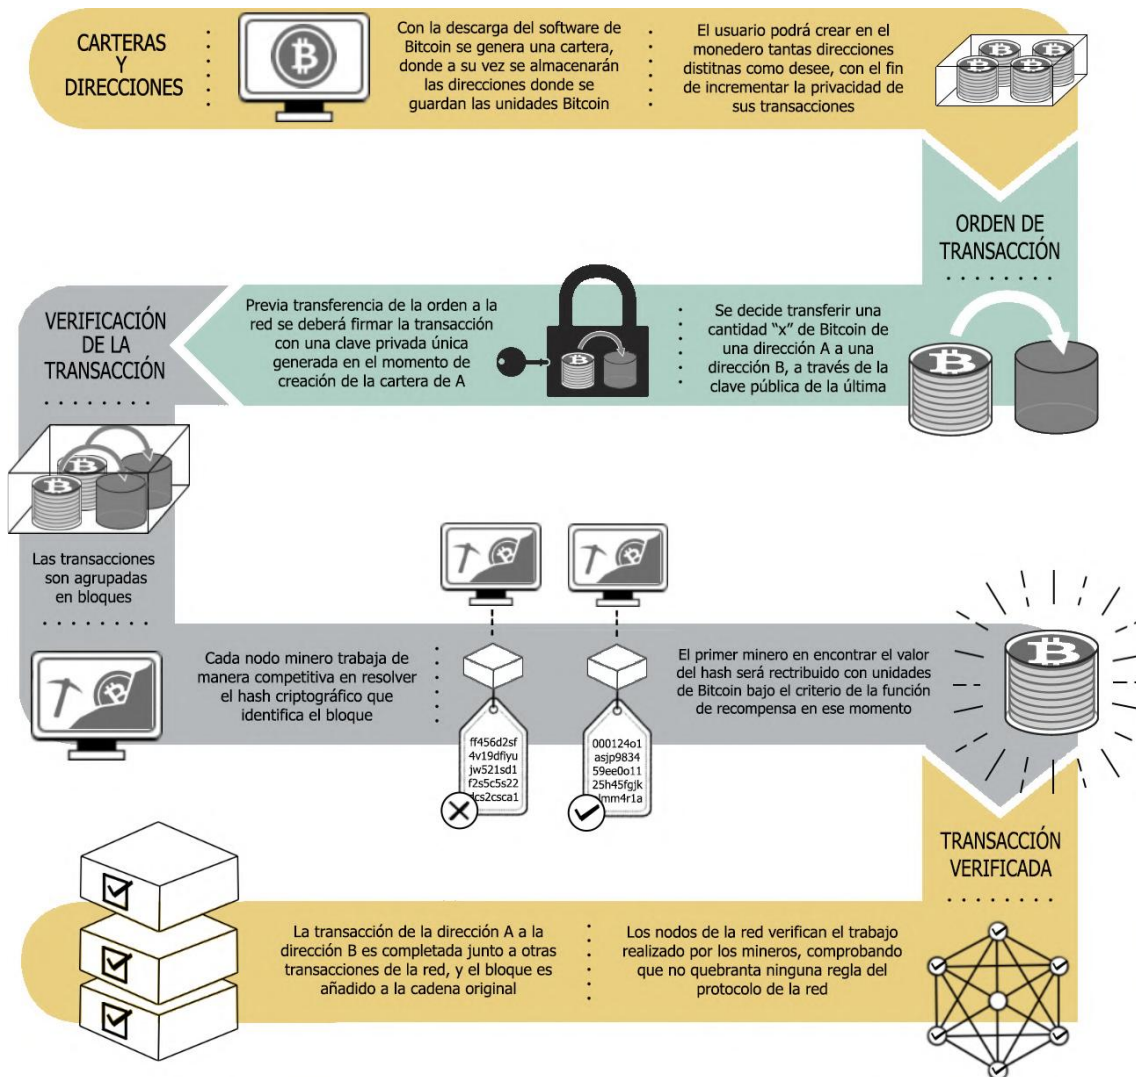 CARTERAS
Y
DIRECCIONES
Con la descarga del software de
Bitcoin se genera una cartera,
donde a su vez se almacenarán
las direcciones donde se
guardan las unidades Bitcoin
El usuario podrá crear en el
monedero tantas direcciones
distitnas como desee, con el fin
de incrementar la privacidad de
sus transacciones
ORDEN DE
TRANSACCIÓN
Se decide transferir una
cantidad “x” de Bitcoin de
una dirección A a una
dirección B, a través de la
clave pública de la última
Previa transferencia de la orden a la
red se deberá firmar la transacción
con una clave privada única
generada en el momento de
creación de la cartera de A
VERIFICACIÓN
DE LA
TRANSACCIÓN
Las transacciones
son agrupadas
en bloques
Cada nodo minero trabaja de
manera competitiva en resolver
el hash criptográfico que
identifica el bloque
ff456d2sf
4v19dflyu
jw521sd1
f2s5c5s22
000124o1
asjp9834
59ee0o11
25h45fgjk
El primer minero en encontrar el valor
del hash será rectribuido con unidades
de Bitcoin bajo el criterio de la función
de recompensa en ese momento
TRANSACCIÓN
VERIFICADA
Los nodos de la red verifican el trabajo
realizado por los mineros, comprobando
que no quebranta ninguna regla del
protocolo de la red
La transacción de la dirección A a la
dirección B es completada junto a otras
transacciones de la red, y el bloque es
añadido a la cadena original